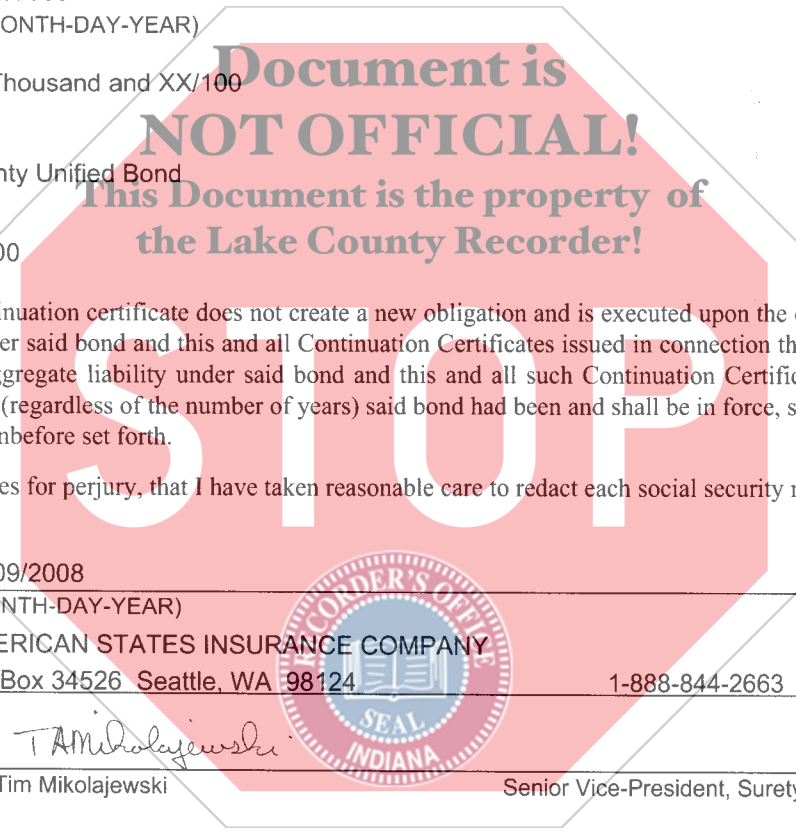 ONTH-DAY-YEAR)
Document is
housand and XX/100
NOT OFFICIAL!
nty Unified Bond
This Document is the property of
the Lake County Recorder!
00
inuation certificate does not create a new obligation and is executed upon the
er said bond and this and all Continuation Certificates issued in connection th
ggregate liability under said bond and this and all such Continuation Certific
(regardless of the number of years) said bond had been and shall be in force, s
nbefore set forth.
STOP
es for perjury, that I have taken reasonable care to redact each social security
09/2008
NTH-DAY-YEAR)
ERICAN STATES INSURANCE COMPANY
Box 34526 Seattle, WA 98124 1-888-844-2663
RECORDER'S OFFICE
SEAL
INDIANA
TAMikolajewski
Tim Mikolajewski Senior Vice-President, Surety